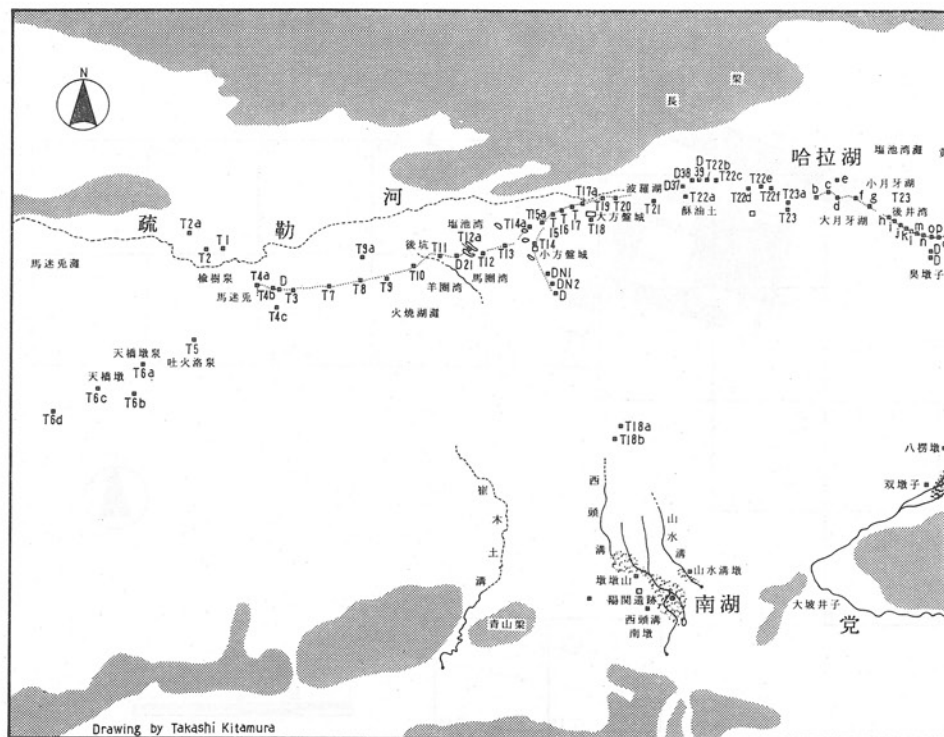 N
長 梁
哈拉湖
塩池湾灘
疏 勒 河
T2a
T2
T1
馬迷兎灘
楡樹泉
馬迷兎
T4a
T4b
D
T3
T4c
T7
T8
T9a
T9
T10
後坑
T11
D21
羊圏湾
火焼湖灘
塩池湾
T12a
T12
馬圏湾
T13
T14a
T14
小方盤城
T15a
T
15
T
16
T
17
T17a
T18
大方盤城
T19
T20
波羅湖
T21
DN1
DN2
D
D37
D38
D
39
T22a
T22b
T22c
酥油土
T22d
T22e
T22f
T23a
T23
b
c
d
e
f
g
小月牙湖
大月牙湖
T23
後井湾
h
i
j
k
l
m
n
o
p
D
D
臭墩子
T5
吐火洛泉
天橋墩泉
T6a
天橋墩
T6c
T6b
T6d
T18a
T18b
八楞墩
双墩子
崔木土溝
西頭溝
山水溝
山水溝墩
墩墩山
陽関遺跡
西頭溝
南墩
南湖
青山梁
大坡井子
党
Drawing by Takashi Kitamura